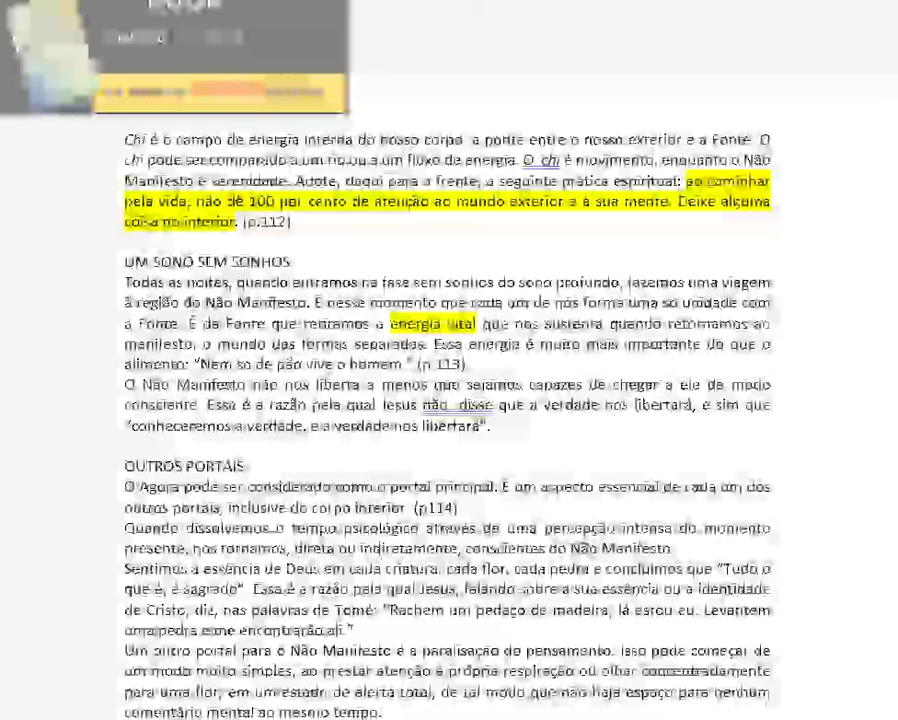 Chi é o campo de energia interna do nosso corpo, a ponte entre o nosso exterior e a Fonte. O
chi pode ser comparado a um rio ou a um fluxo de energia. O chi é movimento, enquanto o Não
Manifesto é serenidade. Adote, daqui para a frente, a seguinte prática espiritual: ao caminhar
pela vida, não dê 100 por cento de atenção ao mundo exterior e à sua mente. Deixe alguma
coisa no interior. (p.112)
UM SONO SEM SONHOS
Todas as noites, quando entramos na fase sem sonhos do sono profundo, fazemos uma viagem
à região do Não Manifesto. É nesse momento que cada um de nós forma uma só unidade com
a Fonte. É da Fonte que retiramos a energia vital que nos sustenta quando retornamos ao
manifesto, o mundo das formas separadas. Essa energia é muito mais importante do que o
alimento: “Nem só de pão vive o homem.” (p.113)
O Não Manifesto não nos liberta a menos que sejamos capazes de chegar a ele de modo
consciente. Essa é a razão pela qual Jesus não disse que a verdade nos libertará, e sim que
“conheceremos a verdade, e a verdade nos libertará”.
OUTROS PORTAIS
O Agora pode ser considerado como o portal principal. É um aspecto essencial de cada um dos
outros portais, inclusive do corpo interior. (p114)
Quando dissolvemos o tempo psicológico através de uma percepção intensa do momento
presente, nos tornamos, direta ou indiretamente, conscientes do Não Manifesto.
Sentimos a essência de Deus em cada criatura, cada flor, cada pedra e concluímos que “Tudo o
que é, é sagrado”. Essa é a razão pela qual Jesus, falando sobre a sua essência ou a identidade
de Cristo, diz, nas palavras de Tomé: “Rachem um pedaço de madeira, lá estou eu. Levantem
uma pedra e me encontrarão ali.”
Um outro portal para o Não Manifesto é a paralisação do pensamento. Isso pode começar de
um modo muito simples, ao prestar atenção à própria respiração ou olhar concentradamente
para uma flor, em um estado de alerta total, de tal modo que não haja espaço para nenhum
comentário mental ao mesmo tempo.